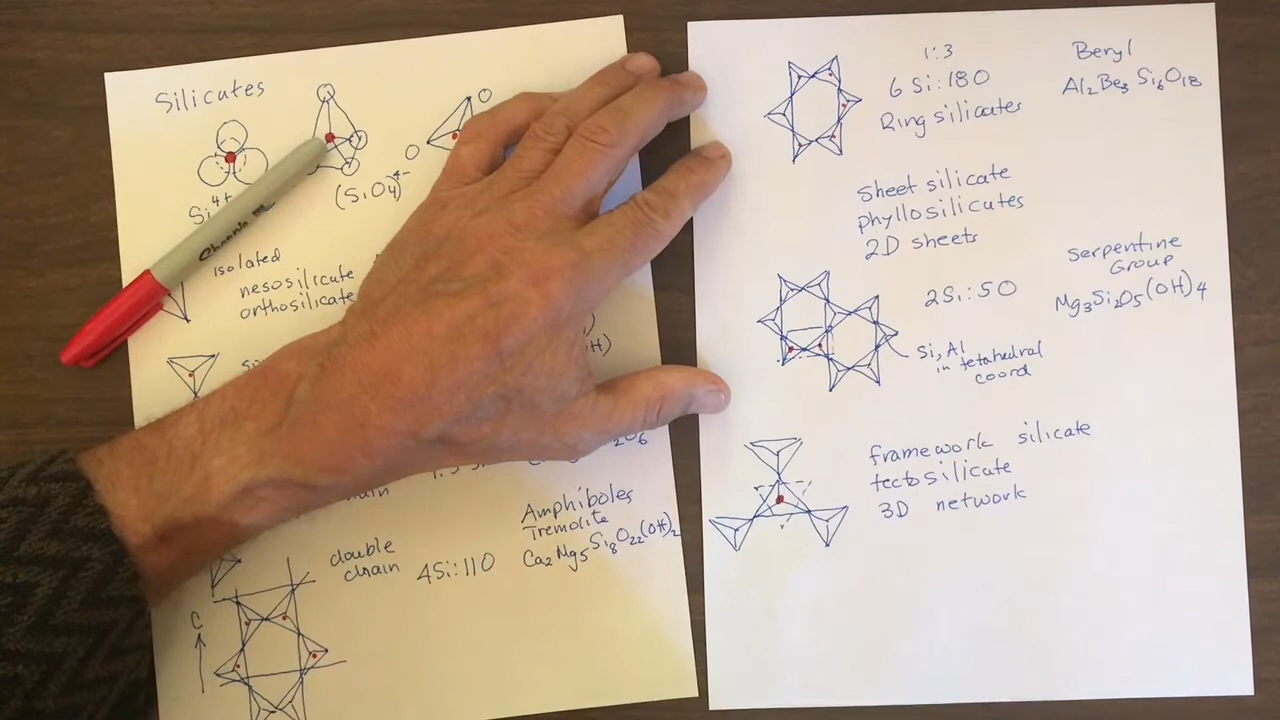 Silicates
O
O
Si4+
(SiO4)4-
Sharpie
isolated
nesosilicate
orthosilicate
double
chain
4Si:11O
Amphiboles
Tremolite
Ca2Mg5Si8O22(OH)2
C
1:3
6Si:18O
Ring silicates
Beryl
Al2Be3Si6O18
Sheet silicate
phyllosilicates
2D sheets
2Si:5O
Serpentine
Group
Mg3Si2O5(OH)4
Si, Al
in tetahedral
coord
framework silicate
tectosilicate
3D network